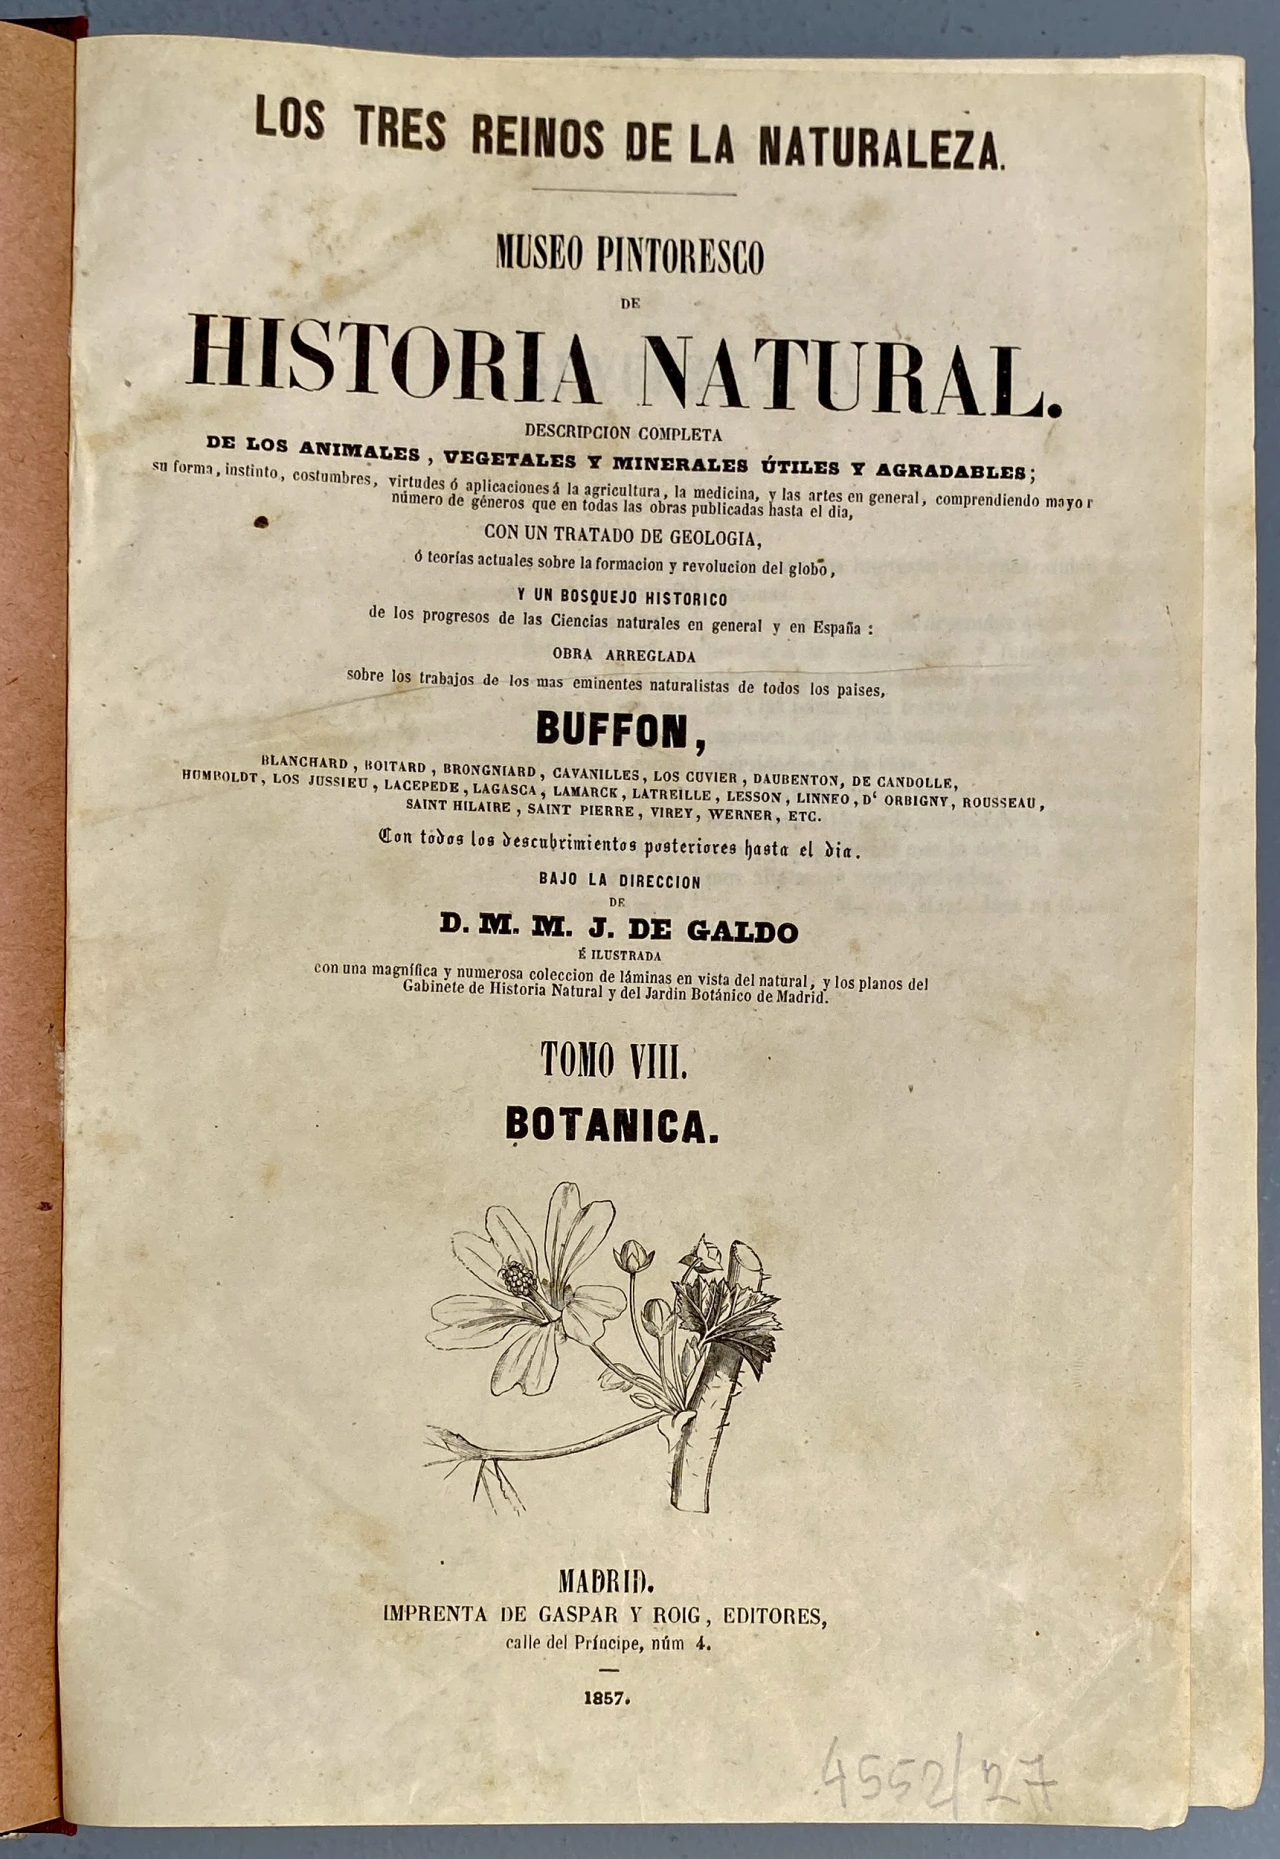 LOS TRES REINOS DE LA NATURALEZA.
MUSEO PINTORESCO
DE
HISTORIA NATURAL.
DESCRIPCION COMPLETA
DE LOS ANIMALES, VEGETALES Y MINERALES ÚTILES Y AGRADABLES;
su forma, instinto, costumbres, virtudes ó aplicaciones á la agricultura, la medicina, y las artes en general, comprendiendo mayor
número de géneros que en todas las obras publicadas hasta el dia,
CON UN TRATADO DE GEOLOGIA,
ó teorías actuales sobre la formacion y revolucion del globo,
Y UN BOSQUEJO HISTORICO
de los progresos de las Ciencias naturales en general y en España:
OBRA ARREGLADA
sobre los trabajos de los mas eminentes naturalistas de todos los paises,
BUFFON,
BLANCHARD, BOITARD, BRONGNIARD, CAVANILLES, LOS CUVIER, DAUBENTON, DE CANDOLLE,
HUMBOLDT, LOS JUSSIEU, LACEPEDE, LAGASCA, LAMARCK, LATREILLE, LESSON, LINNEO, D' ORBIGNY, ROUSSEAU,
SAINT HILAIRE, SAINT PIERRE, VIREY, WERNER, ETC.
Con todos los descubrimientos posteriores hasta el dia.
BAJO LA DIRECCION
DE
D. M. M. J. DE GALDO
É ILUSTRADA
con una magnífica y numerosa coleccion de láminas en vista del natural, y los planos del
Gabinete de Historia Natural y del Jardin Botánico de Madrid.
TOMO VIII.
BOTANICA.
MADRID.
IMPRENTA DE GASPAR Y ROIG, EDITORES,
calle del Príncipe, núm 4.
1857.
4552/27